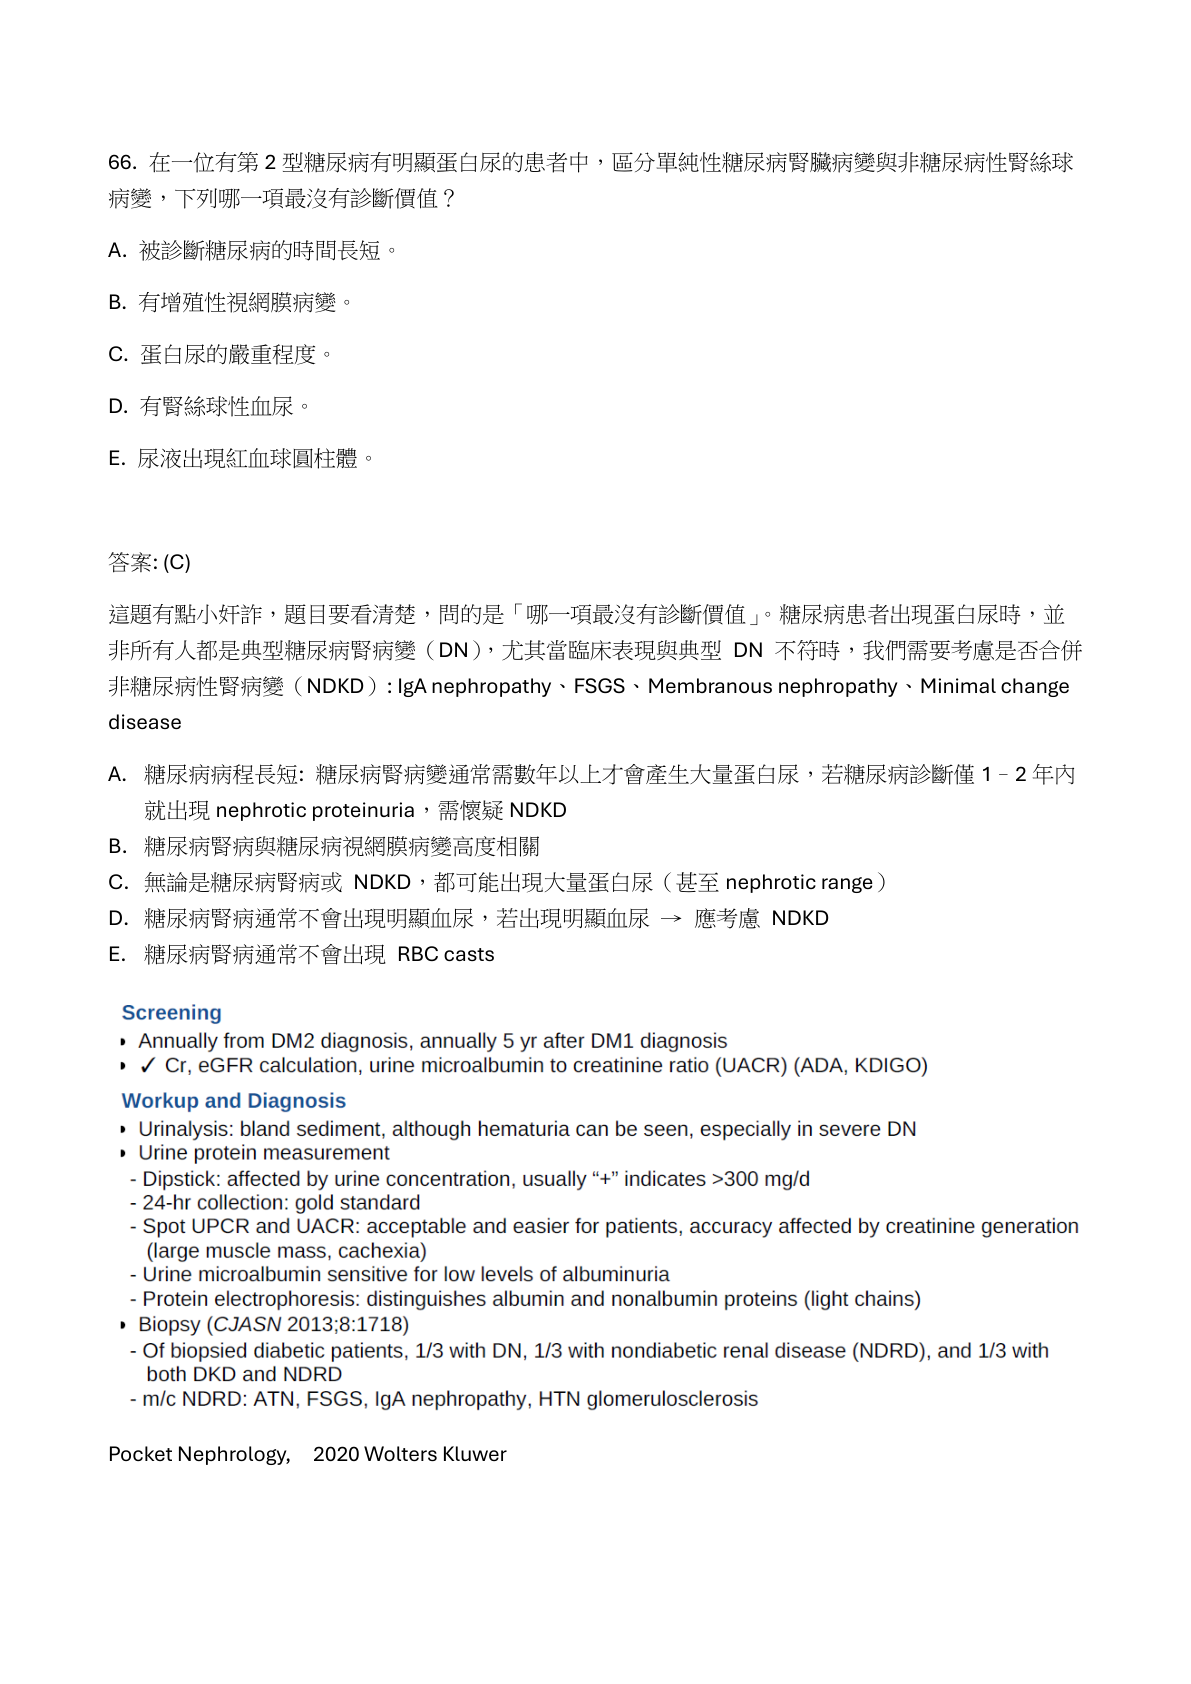 66. 在一位有第 2 型糖尿病有明顯蛋白尿的患者中，區分單純性糖尿病腎臟病變與非糖尿病性腎絲球
病變，下列哪一項最沒有診斷價值？
A. 被診斷糖尿病的時間長短。
B. 有增殖性視網膜病變。
C. 蛋白尿的嚴重程度。
D. 有腎絲球性血尿。
E. 尿液出現紅血球圓柱體。
答案: (C)
這題有點小奸詐，題目要看清楚，問的是「哪一項最沒有診斷價值」。糖尿病患者出現蛋白尿時，並
非所有人都是典型糖尿病腎病變（DN），尤其當臨床表現與典型 DN 不符時，我們需要考慮是否合併
非糖尿病性腎病變（NDKD）: IgA nephropathy、FSGS、Membranous nephropathy、Minimal change
disease
A. 糖尿病病程長短: 糖尿病腎病變通常需數年以上才會產生大量蛋白尿，若糖尿病診斷僅 1–2 年內
就出現 nephrotic proteinuria，需懷疑 NDKD
B. 糖尿病腎病與糖尿病視網膜病變高度相關
C. 無論是糖尿病腎病或 NDKD，都可能出現大量蛋白尿（甚至 nephrotic range）
D. 糖尿病腎病通常不會出現明顯血尿，若出現明顯血尿 → 應考慮 NDKD
E. 糖尿病腎病通常不會出現 RBC casts
Screening
• Annually from DM2 diagnosis, annually 5 yr after DM1 diagnosis
• ✓ Cr, eGFR calculation, urine microalbumin to creatinine ratio (UACR) (ADA, KDIGO)
Workup and Diagnosis
• Urinalysis: bland sediment, although hematuria can be seen, especially in severe DN
• Urine protein measurement
- Dipstick: affected by urine concentration, usually “+” indicates >300 mg/d
- 24-hr collection: gold standard
- Spot UPCR and UACR: acceptable and easier for patients, accuracy affected by creatinine generation
(large muscle mass, cachexia)
- Urine microalbumin sensitive for low levels of albuminuria
- Protein electrophoresis: distinguishes albumin and nonalbumin proteins (light chains)
• Biopsy (CJASN 2013;8:1718)
- Of biopsied diabetic patients, 1/3 with DN, 1/3 with nondiabetic renal disease (NDRD), and 1/3 with
both DKD and NDRD
- m/c NDRD: ATN, FSGS, IgA nephropathy, HTN glomerulosclerosis
Pocket Nephrology, 2020 Wolters Kluwer